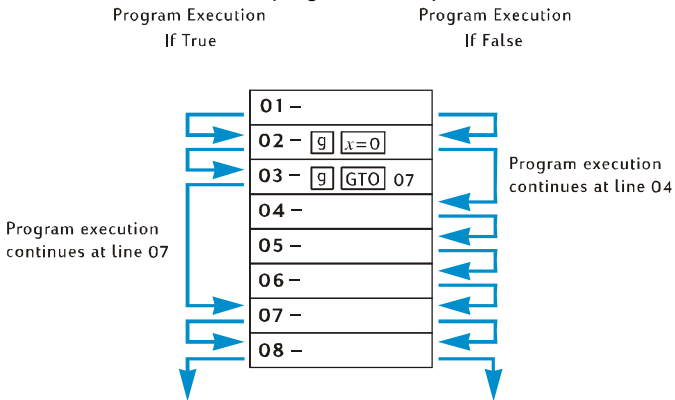 Program Execution
If True
Program Execution
If False
01 –
02 – g x=0
03 – g GTO 07
04 –
05 –
06 –
07 –
08 –
Program execution
continues at line 07
Program execution
continues at line 04